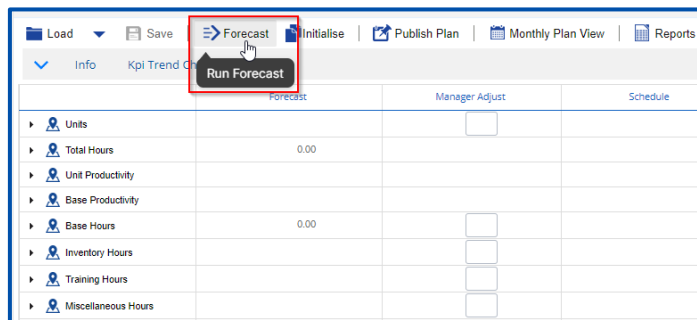 Load Save Forecast Initialise Publish Plan Monthly Plan View Reports
Info Kpi Trend Ch
Run Forecast
Forecast Manager Adjust Schedule
Units
Total Hours 0.00
Unit Productivity
Base Productivity
Base Hours 0.00
Inventory Hours
Training Hours
Miscellaneous Hours